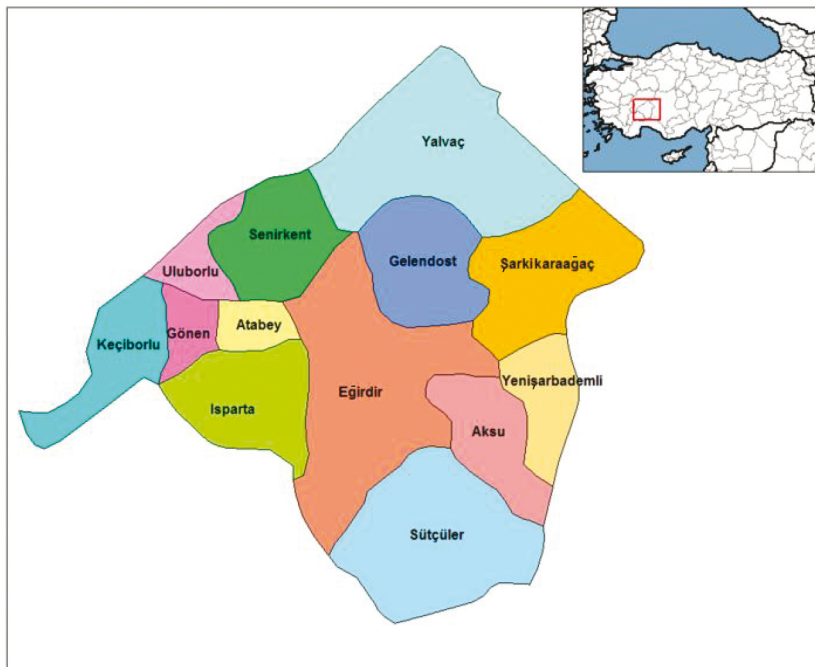 Yalvaç
Senirkent
Gelendost
Şarkikaraağaç
Uluborlu
Keçiborlu
Gönen
Atabey
Yenişarbademli
Isparta
Eğirdir
Aksu
Sütçüler